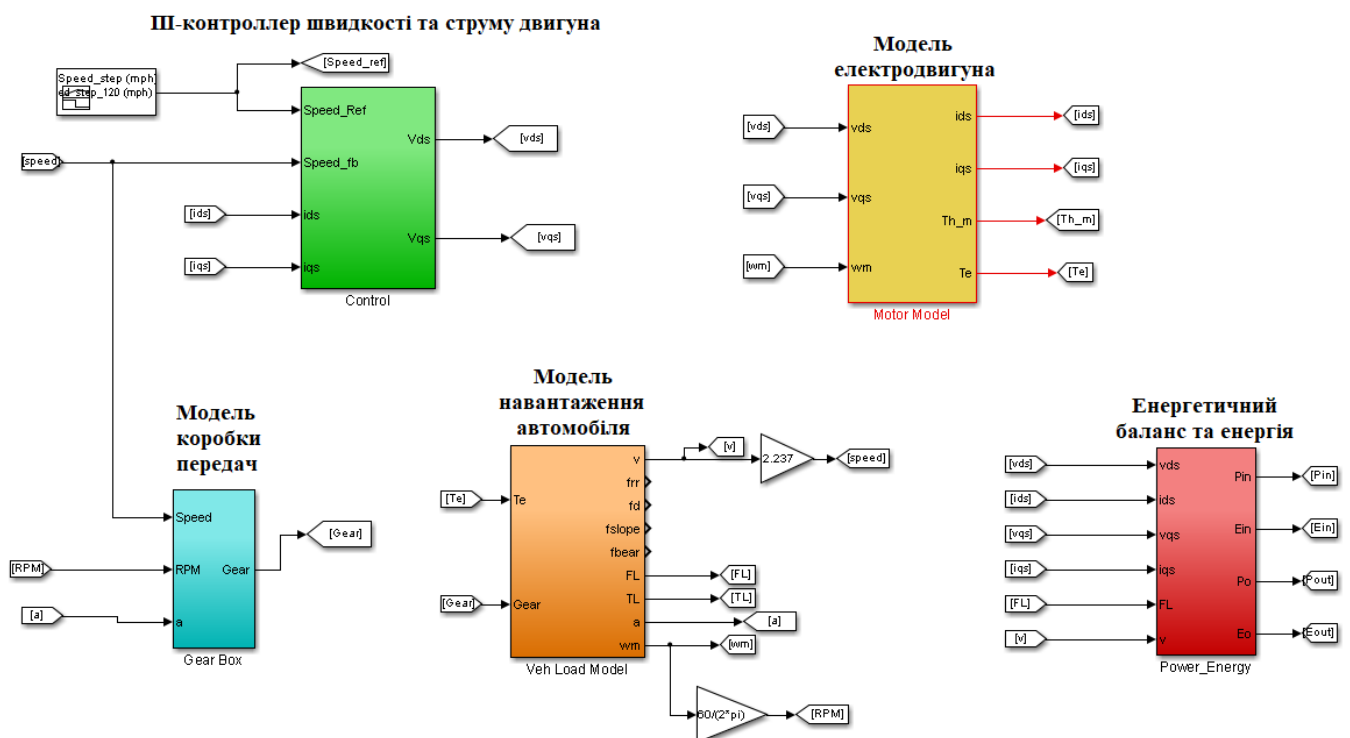 ПІ-контроллер швидкості та струму двигуна
Speed_step (mph)
ed_step_120 (mph)
[Speed_ref]
Speed_Ref
Speed_fb
ids
iqs
Vds
Vqs
Control
[speed]
[ids]
[iqs]
[vds]
[vqs]
Модель
електродвигуна
[vds]
[vqs]
[wm]
vds
vqs
wm
ids
iqs
Th_m
Te
[ids]
[iqs]
[Th_m]
[Te]
Motor Model
Модель
коробки
передач
[RPM]
[a]
Speed
RPM
a
Gear
[Gear]
Gear Box
Модель
навантаження
автомобіля
[Te]
[Gear]
Te
Gear
v
frr
fd
fslope
fbear
FL
TL
a
wm
[v]
2.237
[speed]
[FL]
[TL]
[a]
[wm]
60/(2*pi)
[RPM]
Veh Load Model
Енергетичний
баланс та енергія
[vds]
[ids]
[vqs]
[iqs]
[FL]
[v]
vds
ids
vqs
iqs
FL
v
Pin
Ein
Po
Eo
[Pin]
[Ein]
[Pout]
[Eout]
Power_Energy